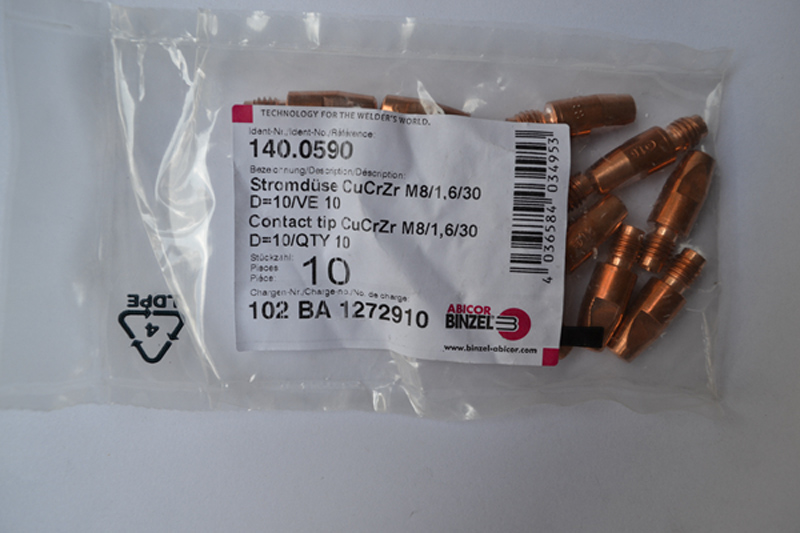 TECHNOLOGY FOR THE WELDER'S WORLD.
Ident-Nr./Ident-No./Référence:
140.0590
Bezeichnung/Description/Déscription:
Stromdüse CuCrZr M8/1,6/30
D=10/VE 10
Contact tip CuCrZr M8/1,6/30
D=10/QTY 10
Stückzahl:
Pieces:
Pièce:
10
Chargen-Nr./Charge-no./No. de charge:
102 BA 1272910
ABICOR
BINZEL
www.binzel-abicor.com
4 036584 034953
4
LDPE